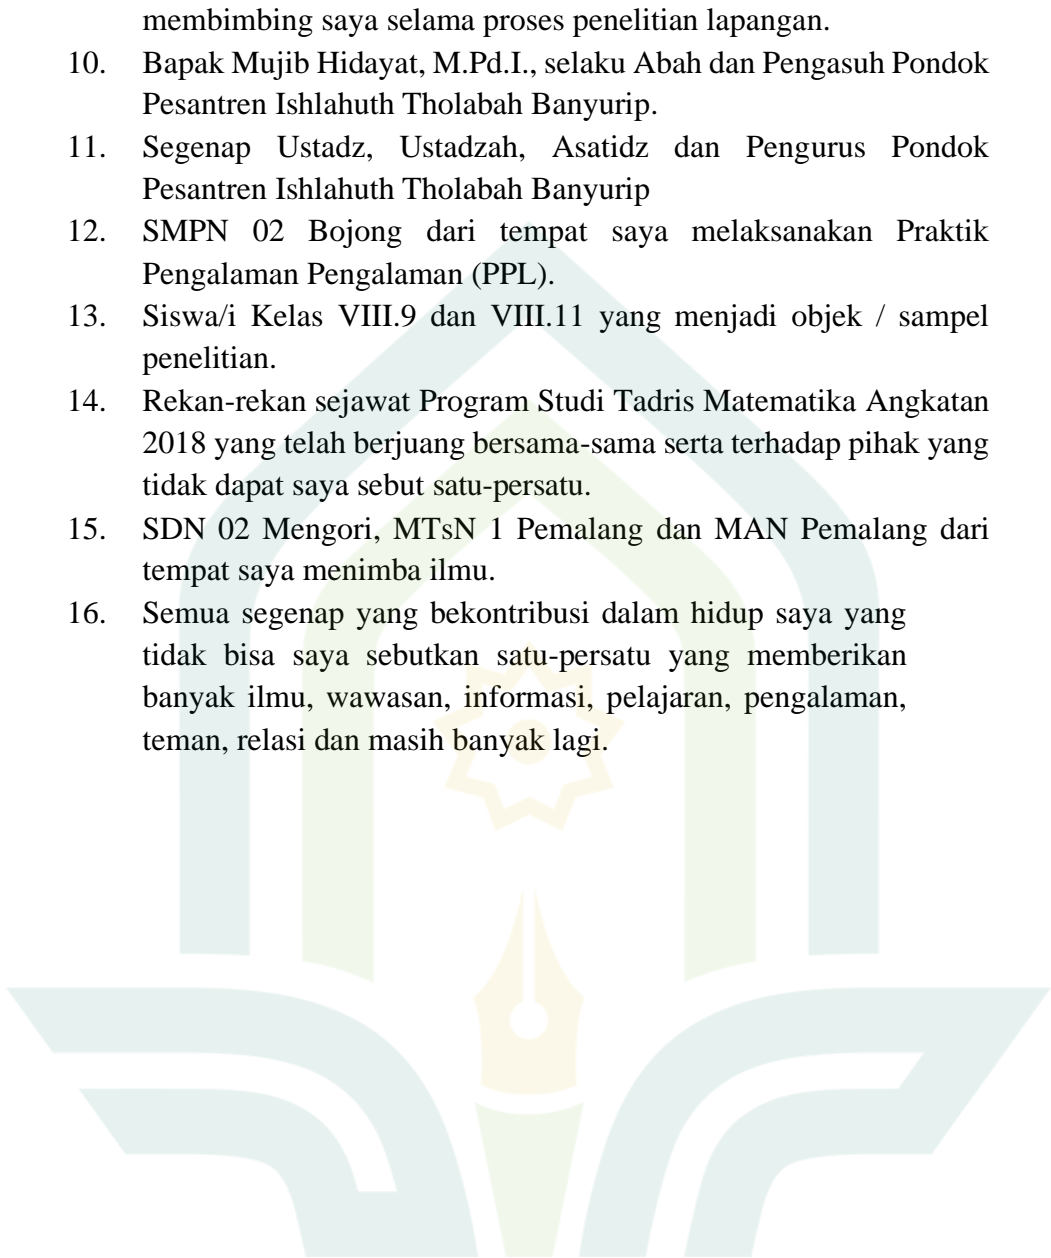 membimbing saya selama proses penelitian lapangan.
10. Bapak Mujib Hidayat, M.Pd.I., selaku Abah dan Pengasuh Pondok
Pesantren Ishlahuth Tholabah Banyurip.
11. Segenap Ustadz, Ustadzah, Asatidz dan Pengurus Pondok
Pesantren Ishlahuth Tholabah Banyurip
12. SMPN 02 Bojong dari tempat saya melaksanakan Praktik
Pengalaman Pengalaman (PPL).
13. Siswa/i Kelas VIII.9 dan VIII.11 yang menjadi objek / sampel
penelitian.
14. Rekan-rekan sejawat Program Studi Tadris Matematika Angkatan
2018 yang telah berjuang bersama-sama serta terhadap pihak yang
tidak dapat saya sebut satu-persatu.
15. SDN 02 Mengori, MTsN 1 Pemalang dan MAN Pemalang dari
tempat saya menimba ilmu.
16. Semua segenap yang bekontribusi dalam hidup saya yang
tidak bisa saya sebutkan satu-persatu yang memberikan
banyak ilmu, wawasan, informasi, pelajaran, pengalaman,
teman, relasi dan masih banyak lagi.